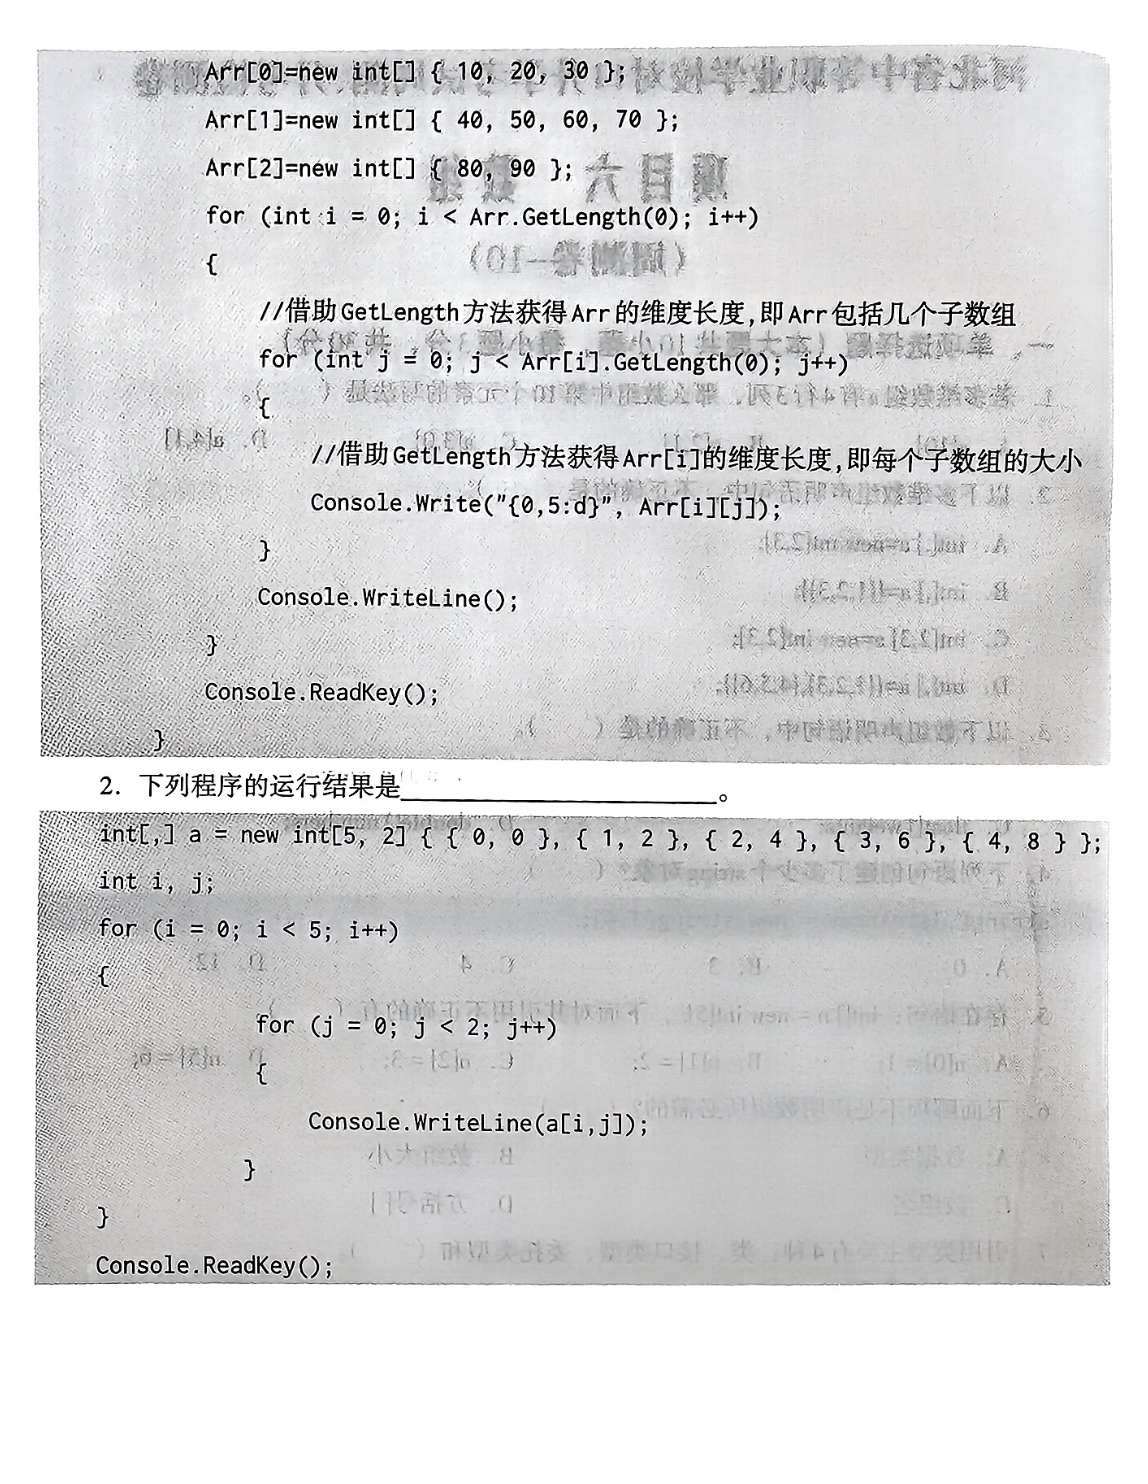 Arr[0]=new int[] { 10, 20, 30 };
Arr[1]=new int[] { 40, 50, 60, 70 };
Arr[2]=new int[] { 80, 90 };
for (int i = 0; i < Arr.GetLength(0); i++)
{
//借助GetLength方法获得Arr的维度长度,即Arr包括几个子数组
for (int j = 0; j < Arr[i].GetLength(0); j++)
{
//借助GetLength方法获得Arr[i]的维度长度,即每个子数组的大小
Console.Write("{0,5:d}", Arr[i][j]);
}
Console.WriteLine();
}
Console.ReadKey();
}
2. 下列程序的运行结果是____________________。
int[,] a = new int[5, 2] { { 0, 0 }, { 1, 2 }, { 2, 4 }, { 3, 6 }, { 4, 8 } };
int i, j;
for (i = 0; i < 5; i++)
{
for (j = 0; j < 2; j++)
{
Console.WriteLine(a[i,j]);
}
}
Console.ReadKey();